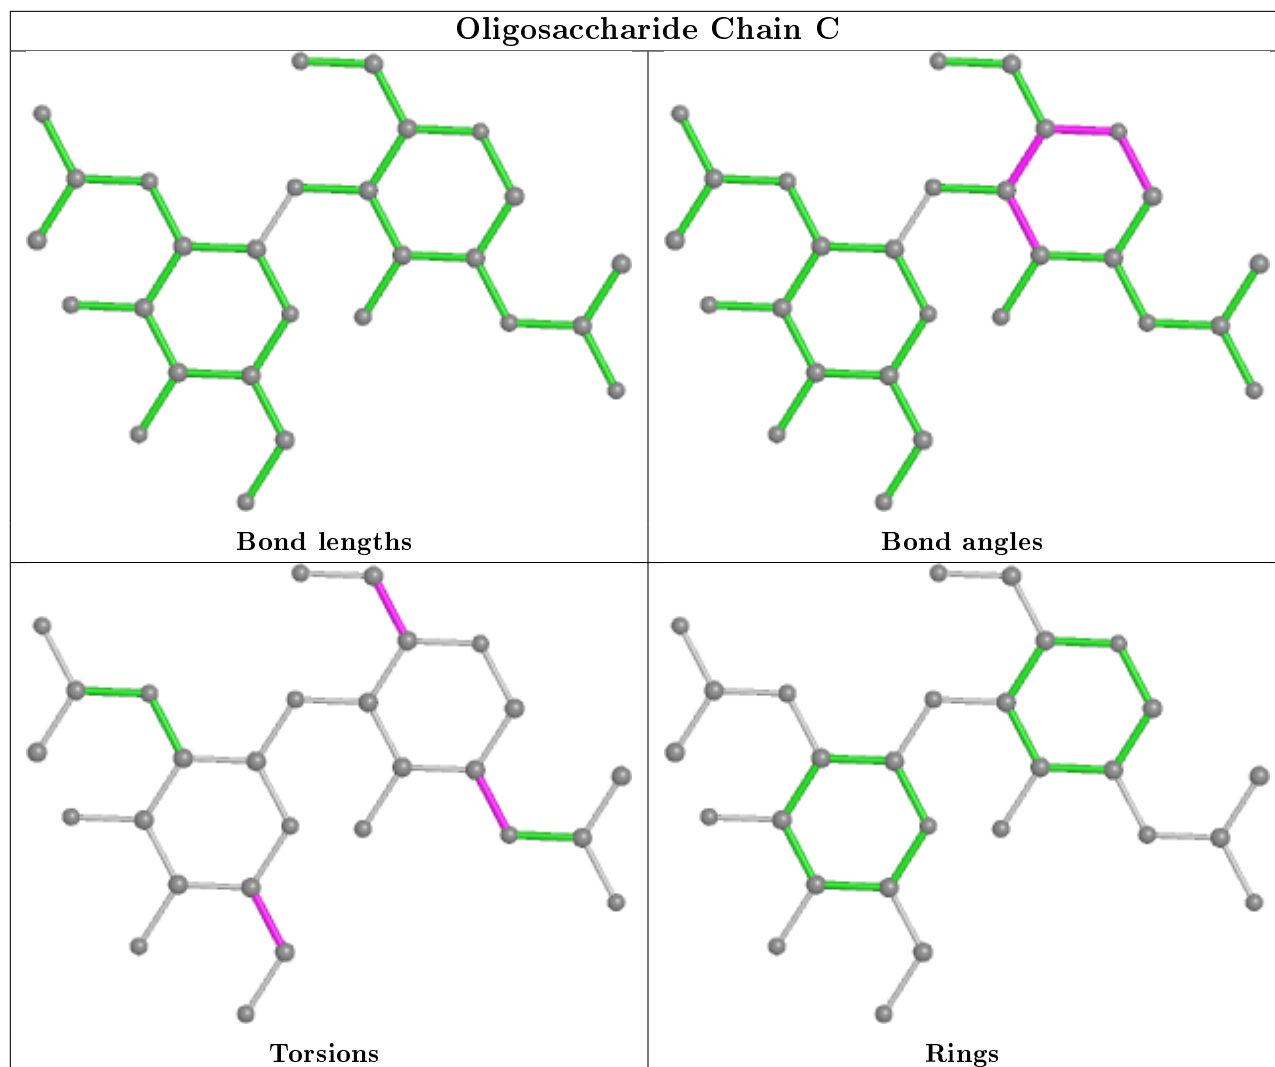 Oligosaccharide Chain C
Bond lengths
Bond angles
Torsions
Rings